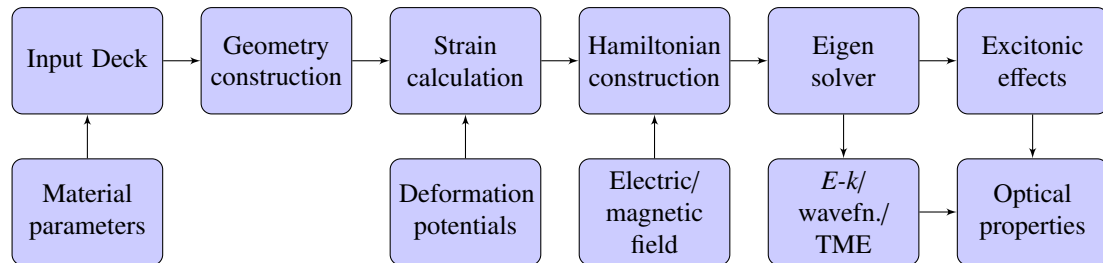 Input Deck
Geometry
construction
Strain
calculation
Hamiltonian
construction
Eigen
solver
Excitonic
effects
Material
parameters
Deformation
potentials
Electric/
magnetic
field
E-k/
wavefn./
TME
Optical
properties